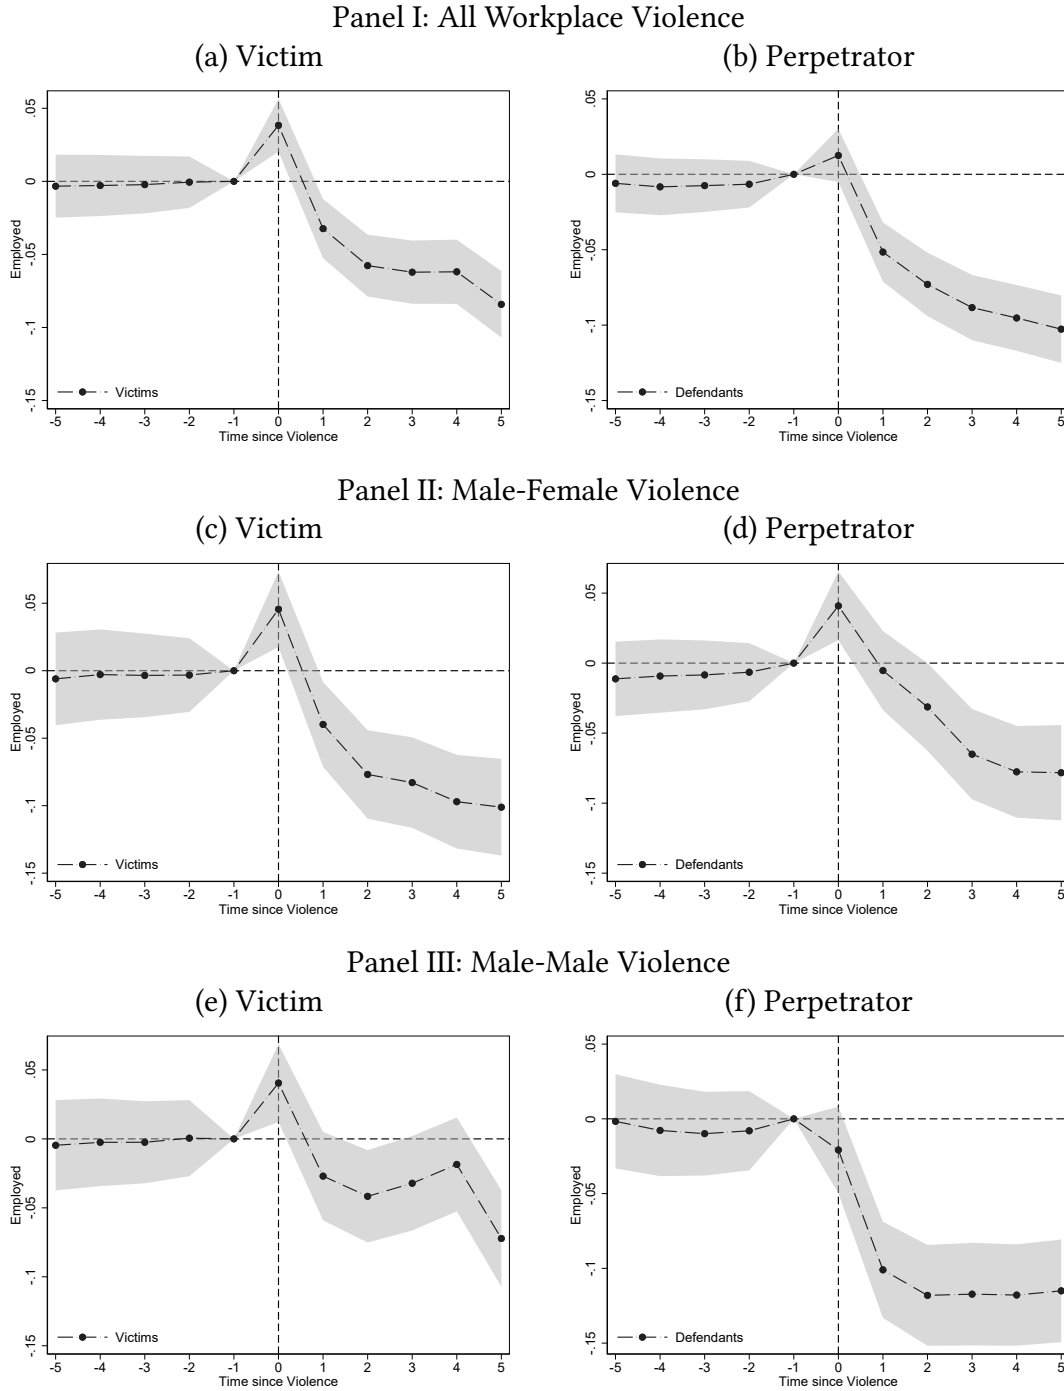 Panel I: All Workplace Violence
(a) Victim
(b) Perpetrator
Employed
.05
0
-.05
-.1
-.15
Victims
-5 -4 -3 -2 -1 0 1 2 3 4 5
Time since Violence
Employed
.05
0
-.05
-.1
-.15
Defendants
-5 -4 -3 -2 -1 0 1 2 3 4 5
Time since Violence
Panel II: Male-Female Violence
(c) Victim
(d) Perpetrator
Employed
.05
0
-.05
-.1
-.15
Victims
-5 -4 -3 -2 -1 0 1 2 3 4 5
Time since Violence
Employed
.05
0
-.05
-.1
-.15
Defendants
-5 -4 -3 -2 -1 0 1 2 3 4 5
Time since Violence
Panel III: Male-Male Violence
(e) Victim
(f) Perpetrator
Employed
.05
0
-.05
-.1
-.15
Victims
-5 -4 -3 -2 -1 0 1 2 3 4 5
Time since Violence
Employed
.05
0
-.05
-.1
-.15
Defendants
-5 -4 -3 -2 -1 0 1 2 3 4 5
Time since Violence